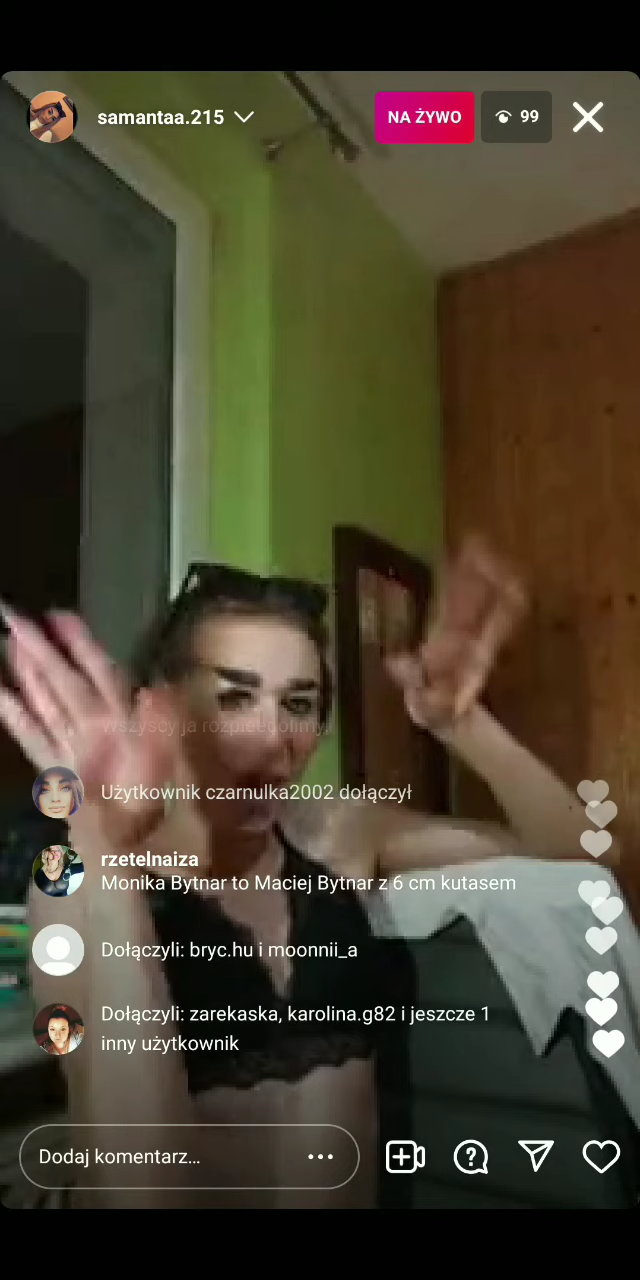 samantaa.215
NA ŻYWO
99
Użytkownik czarnulka2002 dołączył
rzetelnaiza
Monika Bytnar to Maciej Bytnar z 6 cm kutasem
Dołączyli: bryc.hu i moonnii_a
Dołączyli: zarekaska, karolina.g82 i jeszcze 1
inny użytkownik
Dodaj komentarz...